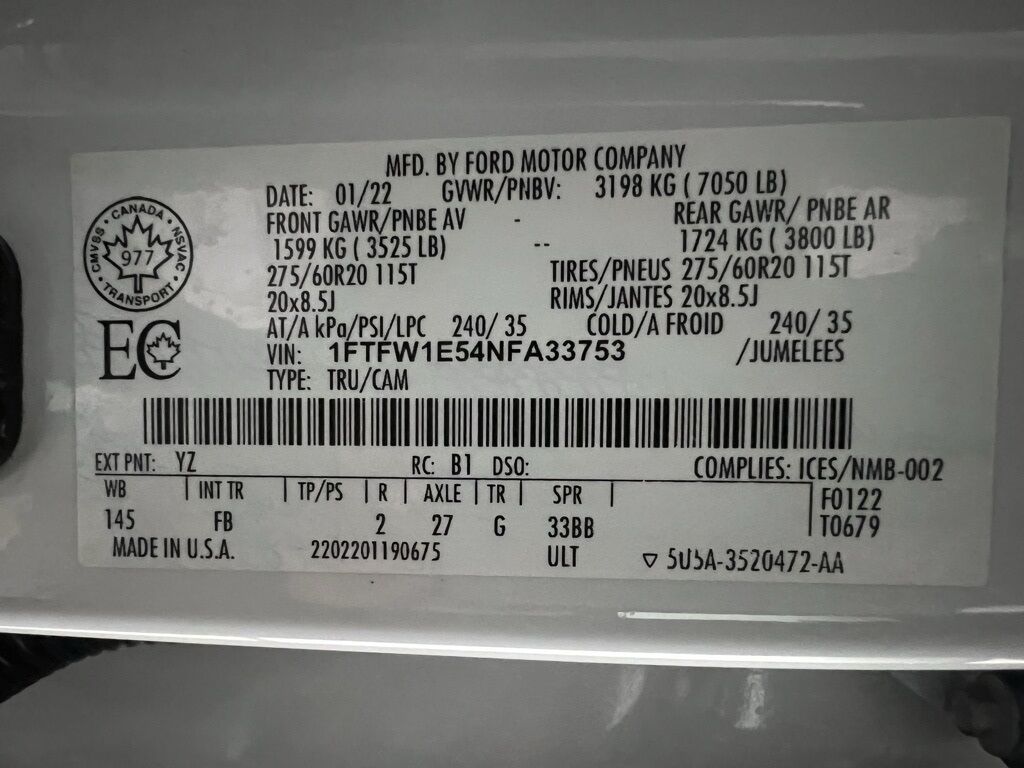 MFD. BY FORD MOTOR COMPANY
DATE: 01/22 GVWR/PNBV: 3198 KG ( 7050 LB)
FRONT GAWR/PNBE AV - REAR GAWR/ PNBE AR
1599 KG ( 3525 LB) -- 1724 KG ( 3800 LB)
275/60R20 115T TIRES/PNEUS 275/60R20 115T
20x8.5J RIMS/JANTES 20x8.5J
AT/A kPa/PSI/LPC 240/ 35 COLD/A FROID 240/ 35
VIN: 1FTFW1E54NFA33753 /JUMELEES
TYPE: TRU/CAM
CANADA
CMVSS • NSVAC
977
TRANSPORT
EC
EXT PNT: YZ RC: B1 DSO: COMPLIES: ICES/NMB-002
WB | INT TR | TP/PS | R | AXLE | TR | SPR | F0122
145 FB 2 27 G 33BB T0679
MADE IN U.S.A. 2202201190675 ULT ▽ 5U5A-3520472-AA